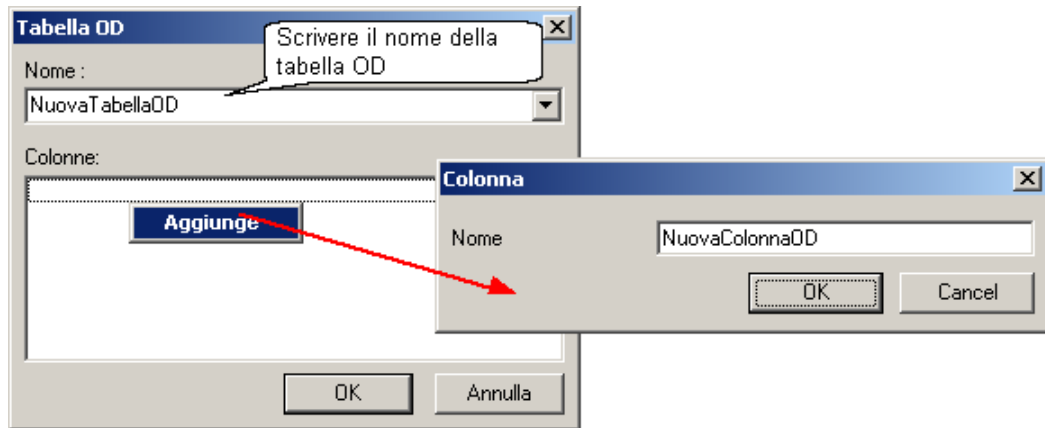 Tabella OD
Scrivere il nome della
tabella OD
Nome :
NuovaTabellaOD
Colonne:
Aggiunge
Colonna
Nome
NuovaColonnaOD
OK
Cancel
OK
Annulla